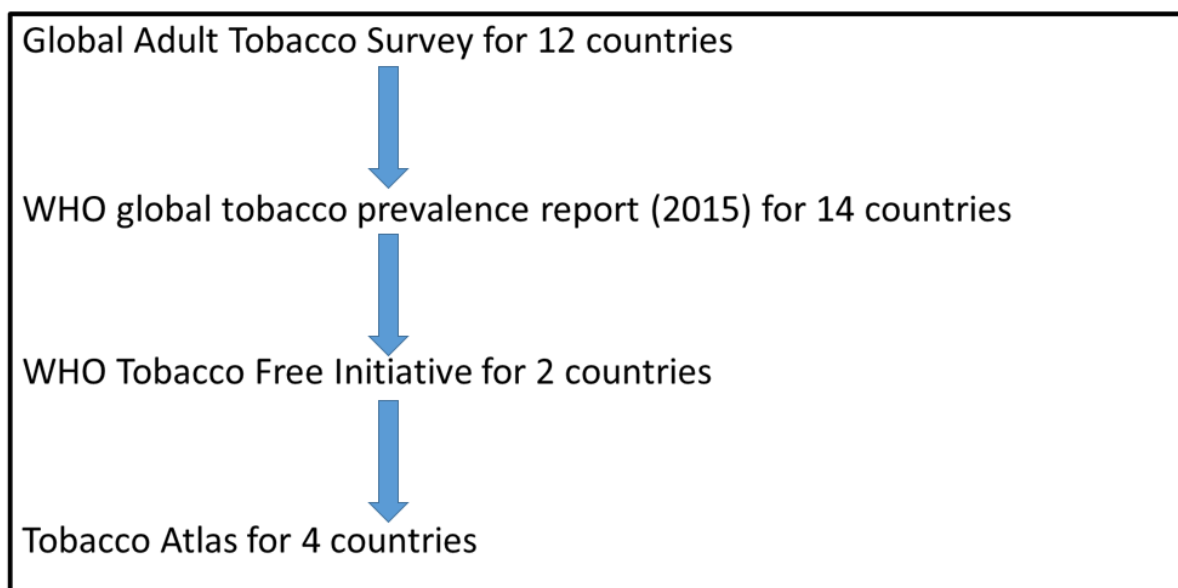 Global Adult Tobacco Survey for 12 countries
WHO global tobacco prevalence report (2015) for 14 countries
WHO Tobacco Free Initiative for 2 countries
Tobacco Atlas for 4 countries